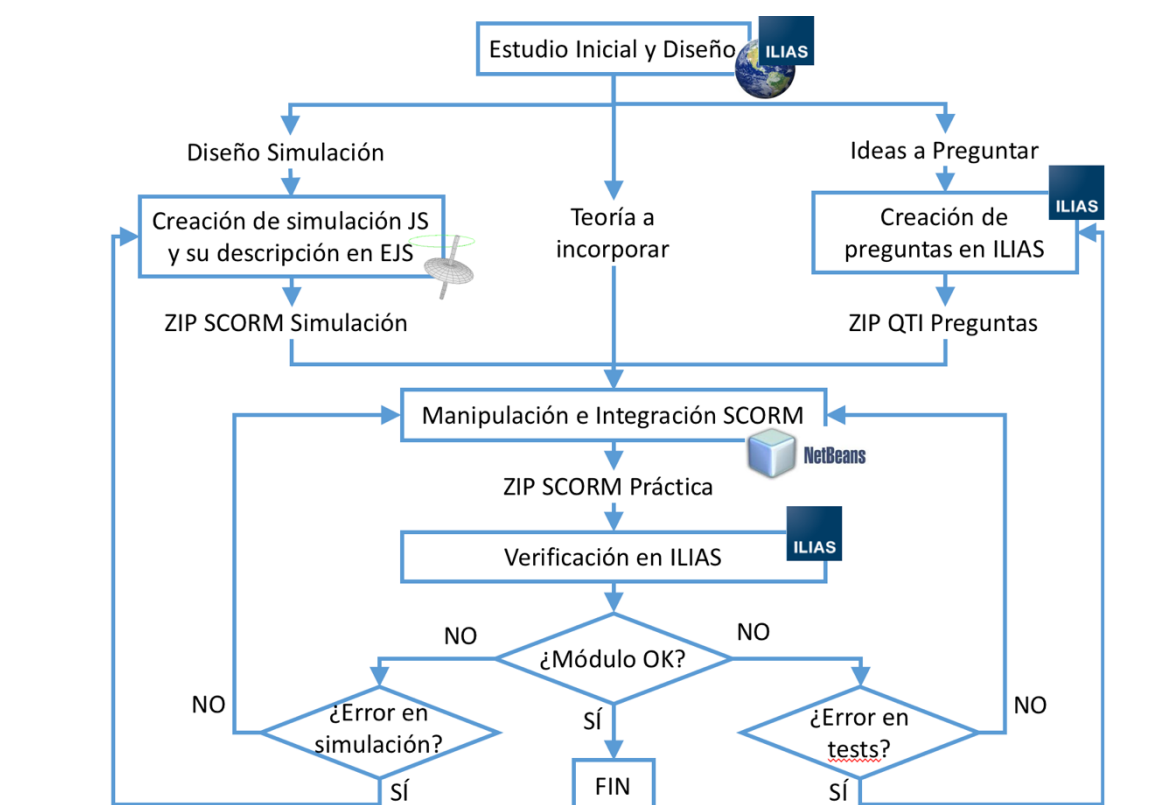 Estudio Inicial y Diseño
ILIAS
Diseño Simulación
Ideas a Preguntar
Creación de simulación JS
y su descripción en EJS
Teoría a
incorporar
ILIAS
Creación de
preguntas en ILIAS
ZIP SCORM Simulación
ZIP QTI Preguntas
Manipulación e Integración SCORM
NetBeans
ZIP SCORM Práctica
Verificación en ILIAS
ILIAS
NO
NO
¿Módulo OK?
NO
¿Error en
simulación?
SÍ
¿Error en
tests?
NO
SÍ
FIN
SÍ